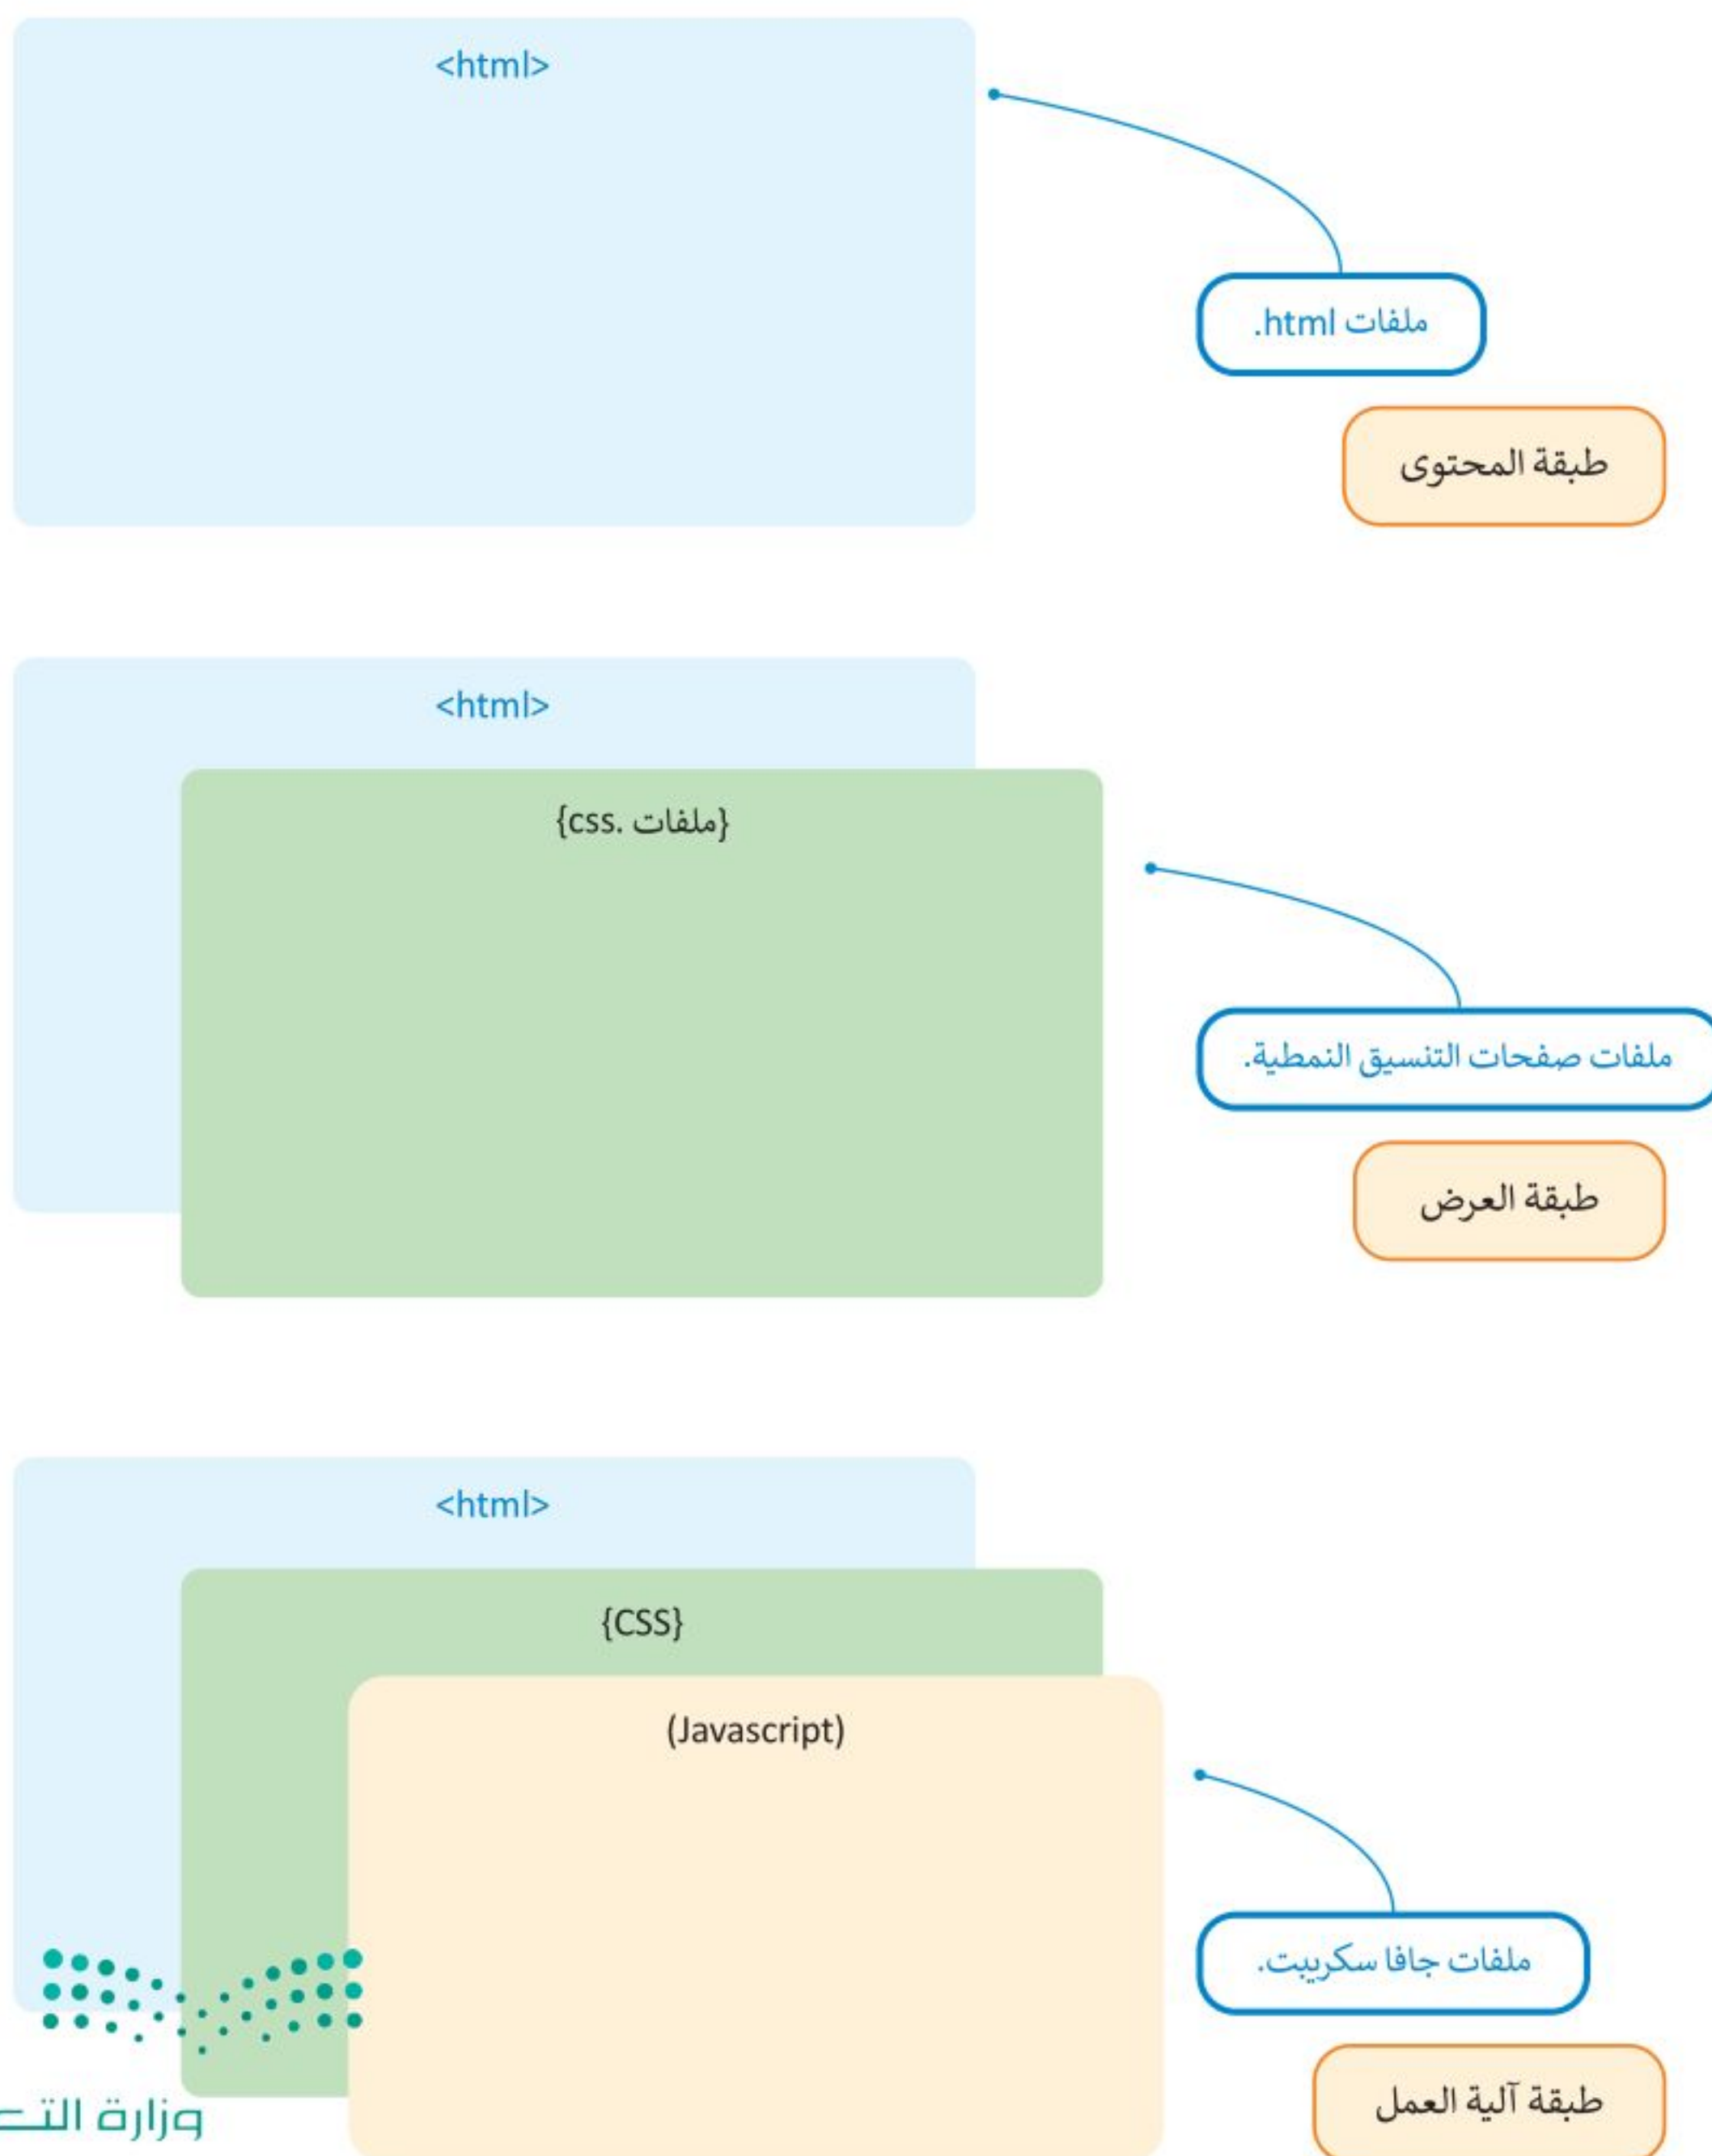 <html>
ملفات html.
طبقة المحتوى
<html>
{ملفات .css}
ملفات صفحات التنسيق النمطية.
طبقة العرض
<html>
{CSS}
(Javascript)
ملفات جافا سكريبت.
طبقة آلية العمل
وزارة